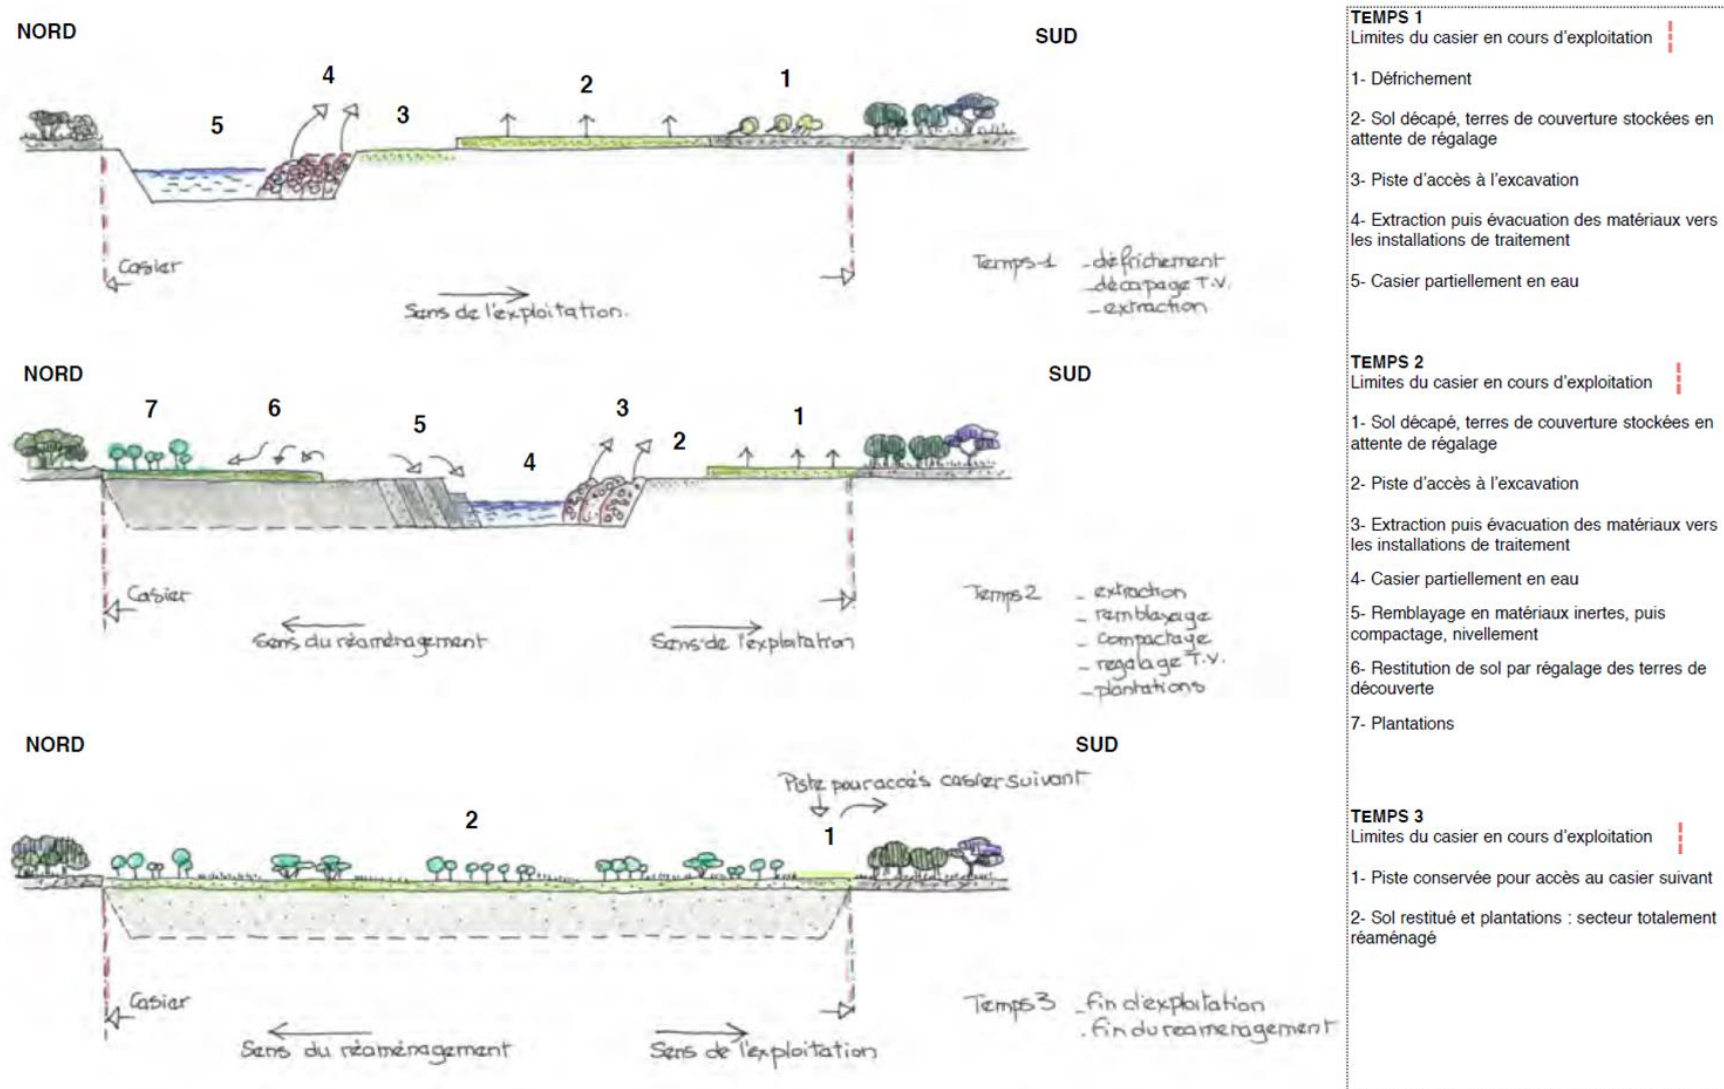 NORD
SUD
4
2
1
3
5
Casier
Sens de l'exploitation.
Temps 1 - défrichement
- décapage T.V.
- extraction
TEMPS 1
Limites du casier en cours d'exploitation
1- Défrichement
2- Sol décapé, terres de couverture stockées en
attente de régalage
3- Piste d'accès à l'excavation
4- Extraction puis évacuation des matériaux vers
les installations de traitement
5- Casier partiellement en eau
NORD
SUD
7
6
5
4
3
2
1
Casier
Sens du réaménagement
Sens de l'exploitation
Temps 2 - extraction
- remblayage
- compactage
- regalage T.V.
- plantations
TEMPS 2
Limites du casier en cours d'exploitation
1- Sol décapé, terres de couverture stockées en
attente de régalage
2- Piste d'accès à l'excavation
3- Extraction puis évacuation des matériaux vers
les installations de traitement
4- Casier partiellement en eau
5- Remblayage en matériaux inertes, puis
compactage, nivellement
6- Restitution de sol par régalage des terres de
découverte
7- Plantations
NORD
SUD
Piste pour accès casier suivant
2
1
Casier
Sens du réaménagement
Sens de l'exploitation
Temps 3 - fin d'exploitation
- fin du reamenagement
TEMPS 3
Limites du casier en cours d'exploitation
1- Piste conservée pour accès au casier suivant
2- Sol restitué et plantations : secteur totalement
réaménagé